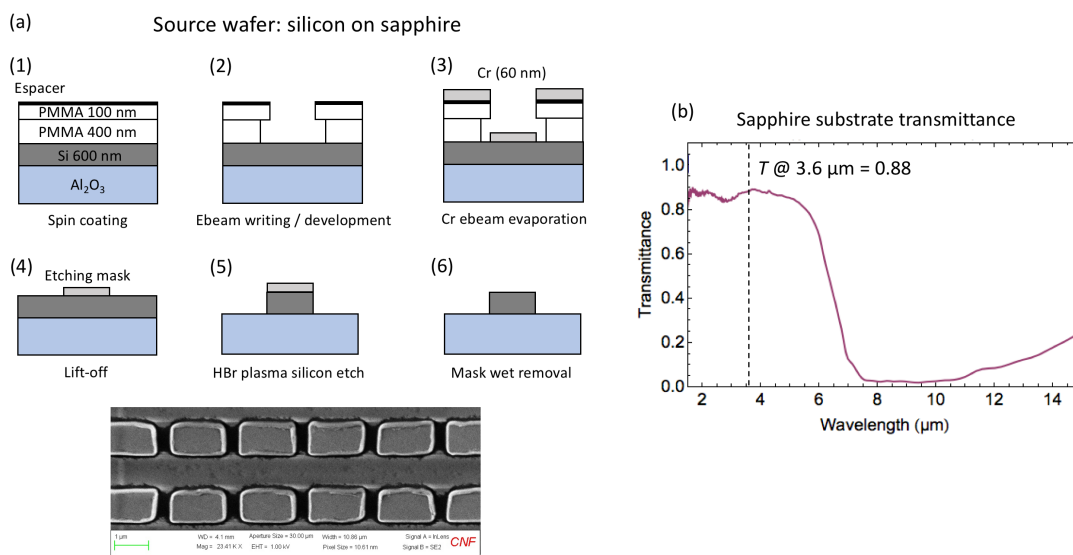 (a)
Source wafer: silicon on sapphire
(1)
(2)
(3)
Cr (60 nm)
Espacer
PMMA 100 nm
PMMA 400 nm
Si 600 nm
Al₂O₃
Spin coating
Ebeam writing / development
Cr ebeam evaporation
(4)
(5)
(6)
Etching mask
Lift-off
HBr plasma silicon etch
Mask wet removal
1 µm
WD = 4.1 mm
Mag = 23.41 K X
Aperture Size = 30.00 µm
EHT = 1.00 kV
Width = 10.86 µm
Pixel Size = 10.61 nm
Signal A = InLens
Signal B = SE2
CNF
(b)
Sapphire substrate transmittance
T @ 3.6 µm = 0.88
Transmittance
1.0
0.8
0.6
0.4
0.2
0.0
2 4 6 8 10 12 14
Wavelength (µm)